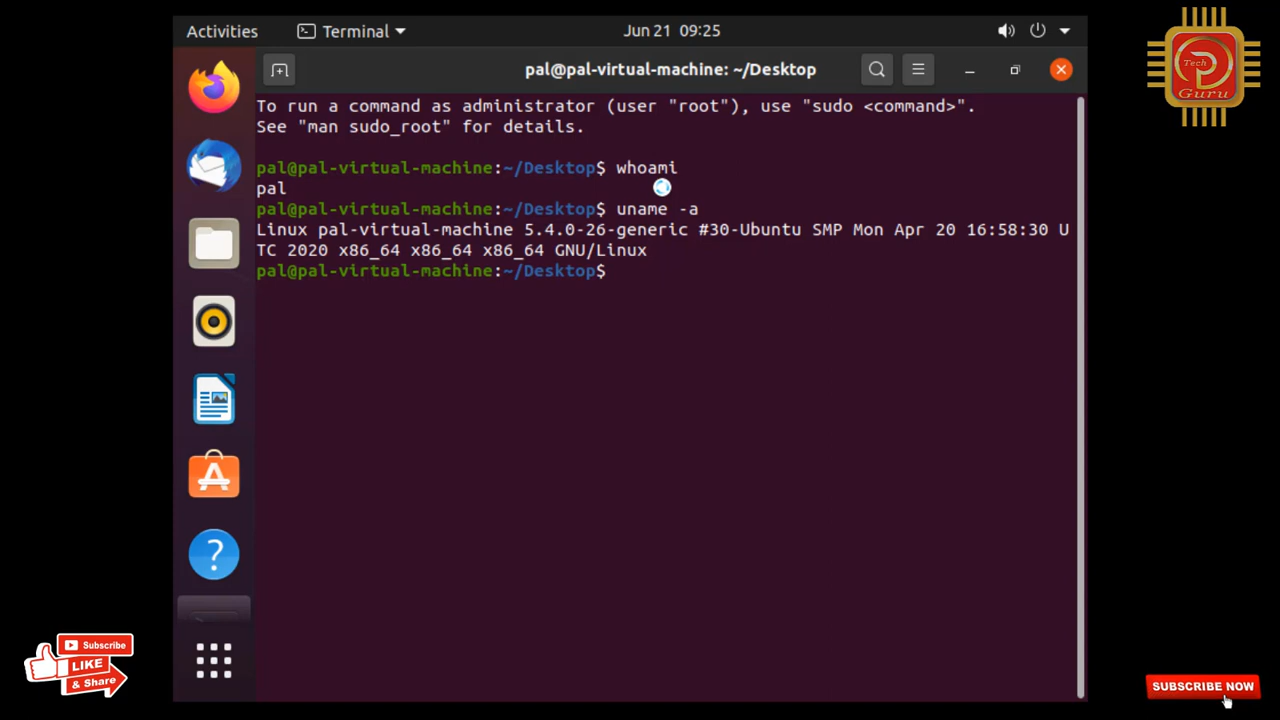 Activities
Terminal
Jun 21 09:25
pal@pal-virtual-machine: ~/Desktop
Tech
Guru
To run a command as administrator (user "root"), use "sudo <command>".
See "man sudo_root" for details.
pal@pal-virtual-machine:~/Desktop$ whoami
pal
pal@pal-virtual-machine:~/Desktop$ uname -a
Linux pal-virtual-machine 5.4.0-26-generic #30-Ubuntu SMP Mon Apr 20 16:58:30 U
TC 2020 x86_64 x86_64 x86_64 GNU/Linux
pal@pal-virtual-machine:~/Desktop$
Subscribe
LIKE
& Share
SUBSCRIBE NOW